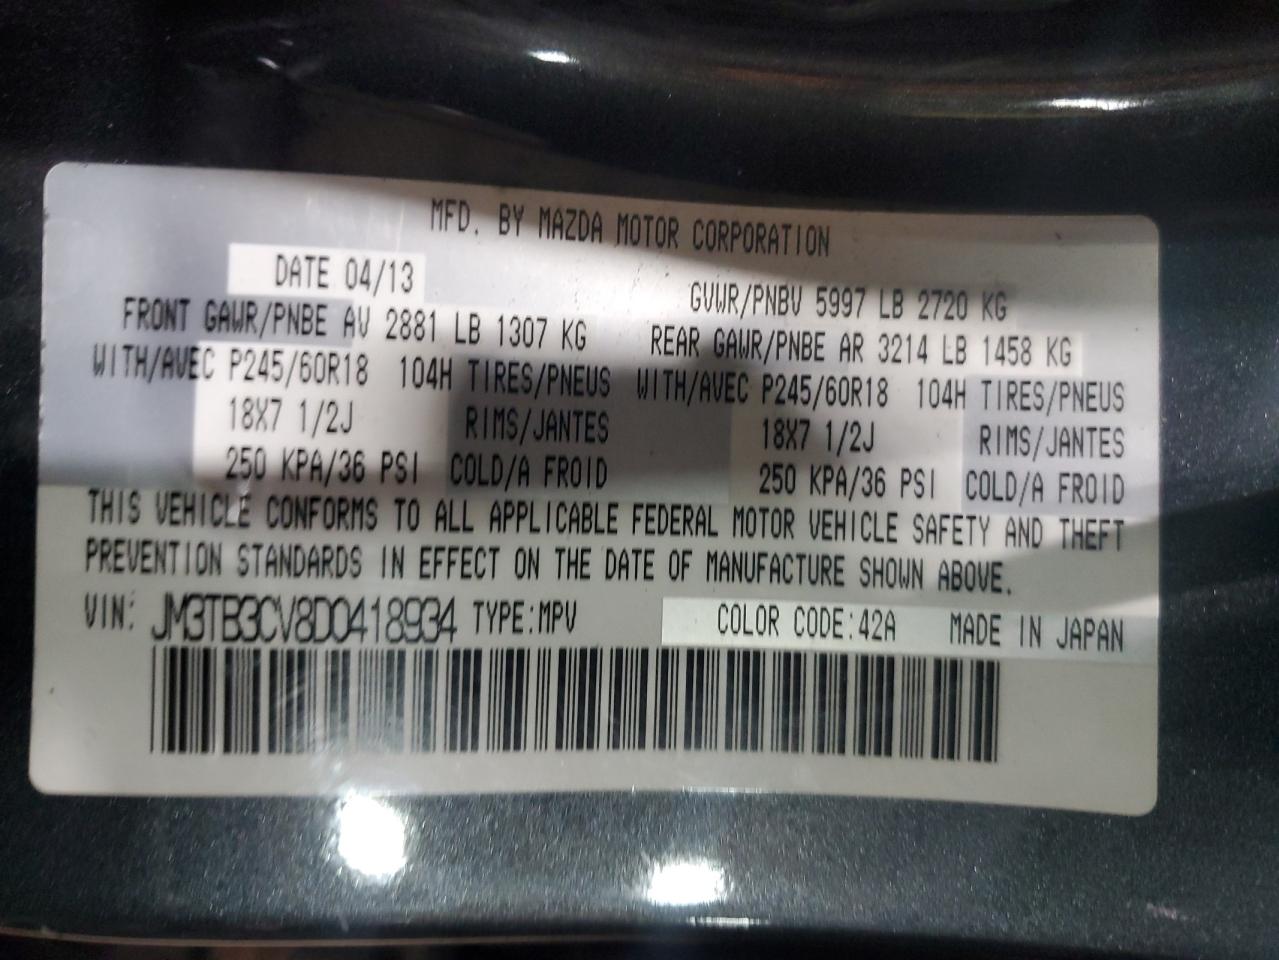 MFD. BY MAZDA MOTOR CORPORATION
DATE 04/13 GVWR/PNBV 5997 LB 2720 KG
FRONT GAWR/PNBE AV 2881 LB 1307 KG REAR GAWR/PNBE AR 3214 LB 1458 KG
WITH/AVEC P245/60R18 104H TIRES/PNEUS WITH/AVEC P245/60R18 104H TIRES/PNEUS
18X7 1/2J RIMS/JANTES 18X7 1/2J RIMS/JANTES
250 KPA/36 PSI COLD/A FROID 250 KPA/36 PSI COLD/A FROID
THIS VEHICLE CONFORMS TO ALL APPLICABLE FEDERAL MOTOR VEHICLE SAFETY AND THEFT
PREVENTION STANDARDS IN EFFECT ON THE DATE OF MANUFACTURE SHOWN ABOVE.
VIN: JM3TB3CV8D0418934 TYPE:MPV COLOR CODE:42A MADE IN JAPAN